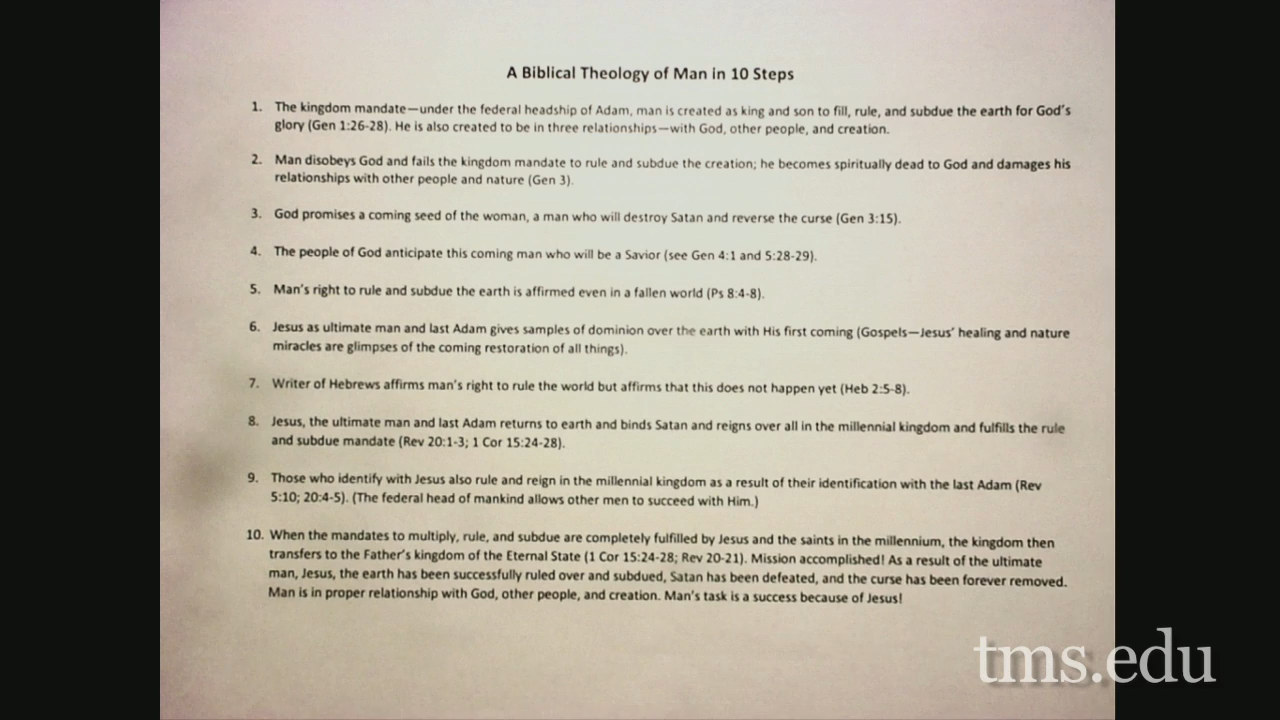 A Biblical Theology of Man in 10 Steps
1. The kingdom mandate—under the federal headship of Adam, man is created as king and son to fill, rule, and subdue the earth for God's
glory (Gen 1:26-28). He is also created to be in three relationships—with God, other people, and creation.
2. Man disobeys God and fails the kingdom mandate to rule and subdue the creation; he becomes spiritually dead to God and damages his
relationships with other people and nature (Gen 3).
3. God promises a coming seed of the woman, a man who will destroy Satan and reverse the curse (Gen 3:15).
4. The people of God anticipate this coming man who will be a Savior (see Gen 4:1 and 5:28-29).
5. Man's right to rule and subdue the earth is affirmed even in a fallen world (Ps 8:4-8).
6. Jesus as ultimate man and last Adam gives samples of dominion over the earth with His first coming (Gospels—Jesus' healing and nature
miracles are glimpses of the coming restoration of all things).
7. Writer of Hebrews affirms man's right to rule the world but affirms that this does not happen yet (Heb 2:5-8).
8. Jesus, the ultimate man and last Adam returns to earth and binds Satan and reigns over all in the millennial kingdom and fulfills the rule
and subdue mandate (Rev 20:1-3; 1 Cor 15:24-28).
9. Those who identify with Jesus also rule and reign in the millennial kingdom as a result of their identification with the last Adam (Rev
5:10; 20:4-5). (The federal head of mankind allows other men to succeed with Him.)
10. When the mandates to multiply, rule, and subdue are completely fulfilled by Jesus and the saints in the millennium, the kingdom then
transfers to the Father's kingdom of the Eternal State (1 Cor 15:24-28; Rev 20-21). Mission accomplished! As a result of the ultimate
man, Jesus, the earth has been successfully ruled over and subdued, Satan has been defeated, and the curse has been forever removed.
Man is in proper relationship with God, other people, and creation. Man's task is a success because of Jesus!
tms.edu